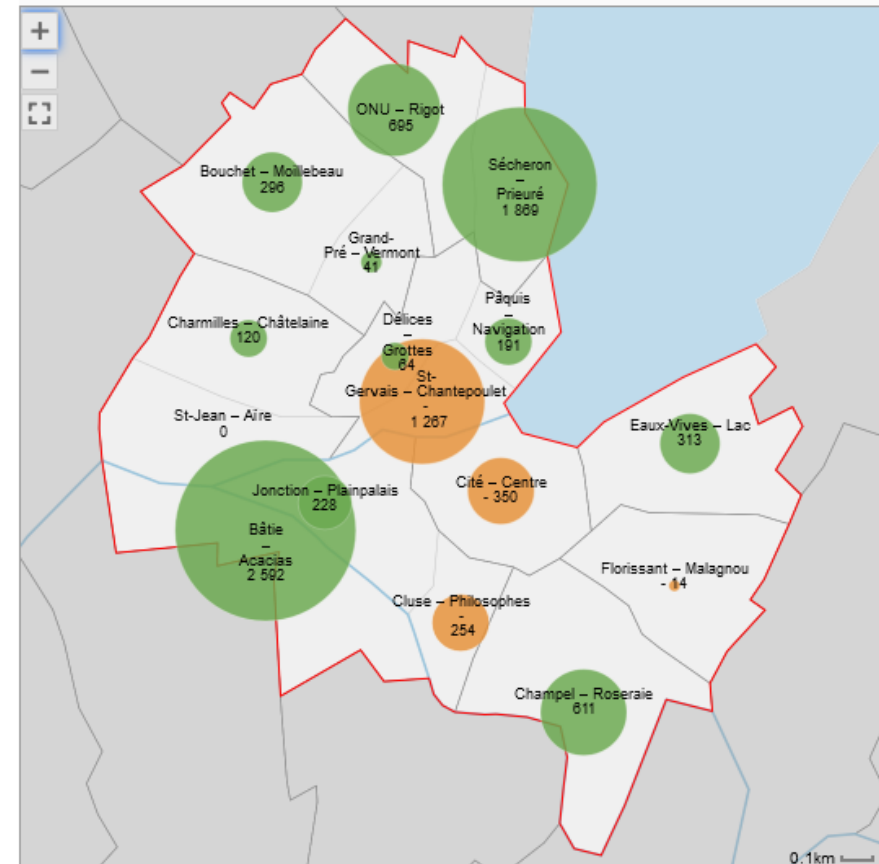 +
−
ONU – Rigot
695
Sécheron
–
Prieuré
1 869
Bouchet – Moillebeau
296
Grand-
Pré – Vermont
41
Pâquis
–
Navigation
191
Charmilles – Châtelaine
120
Délices
–
Grottes
64
St-
Gervais – Chantepoulet
-
1 267
St-Jean – Aïre
0
Eaux-Vives – Lac
313
Jonction – Plainpalais
228
Cité – Centre
- 350
Bâtie
–
Acacias
2 592
Florissant – Malagnou
- 14
Cluse – Philosophes
-
254
Champel – Roseraie
611
0.1km